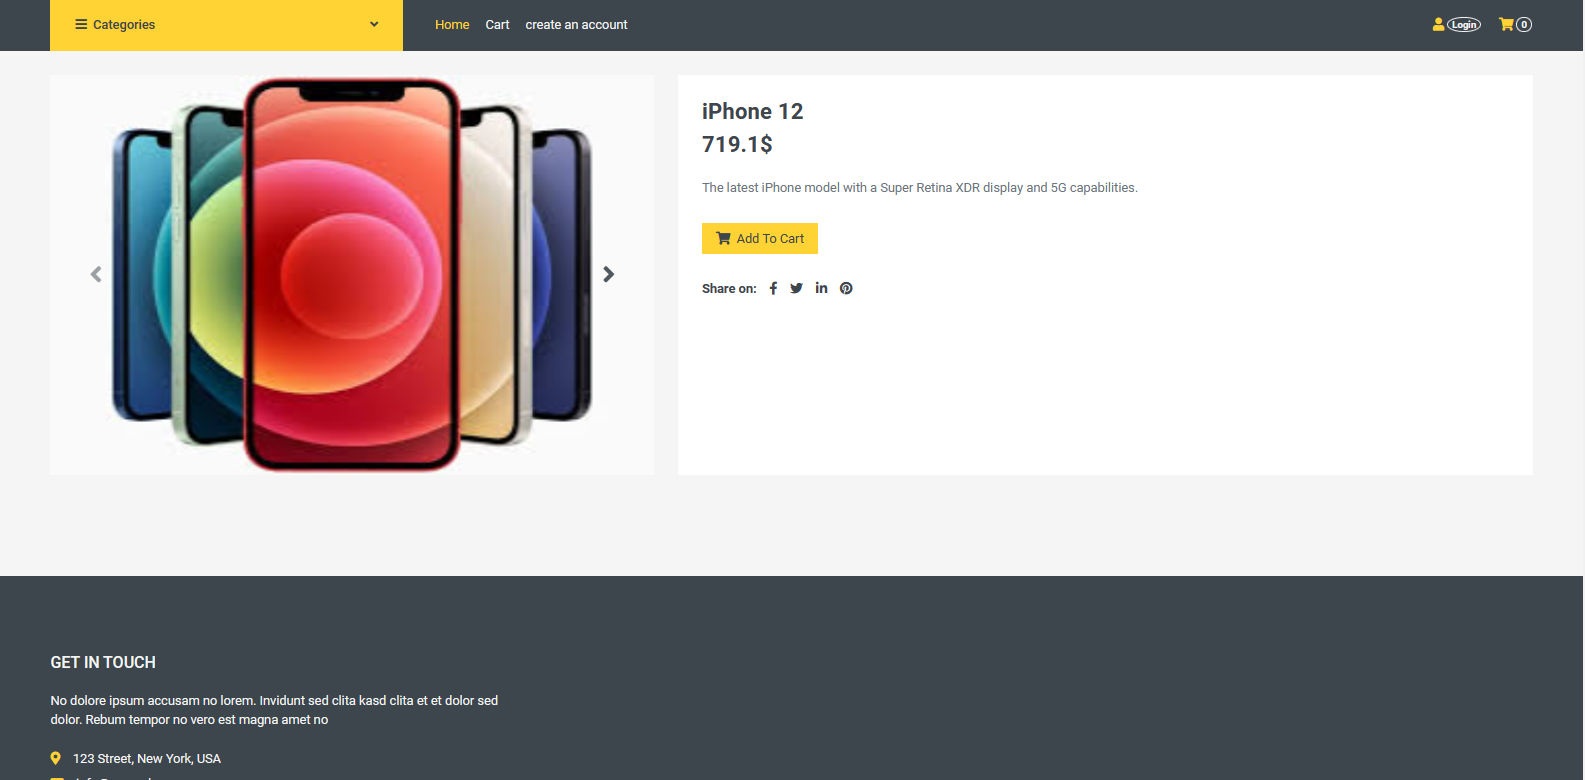 Categories
Home Cart create an account
Login 0
iPhone 12
719.1$
The latest iPhone model with a Super Retina XDR display and 5G capabilities.
Add To Cart
Share on:
GET IN TOUCH
No dolore ipsum accusam no lorem. Invidunt sed clita kasd clita et et dolor sed
dolor. Rebum tempor no vero est magna amet no
123 Street, New York, USA